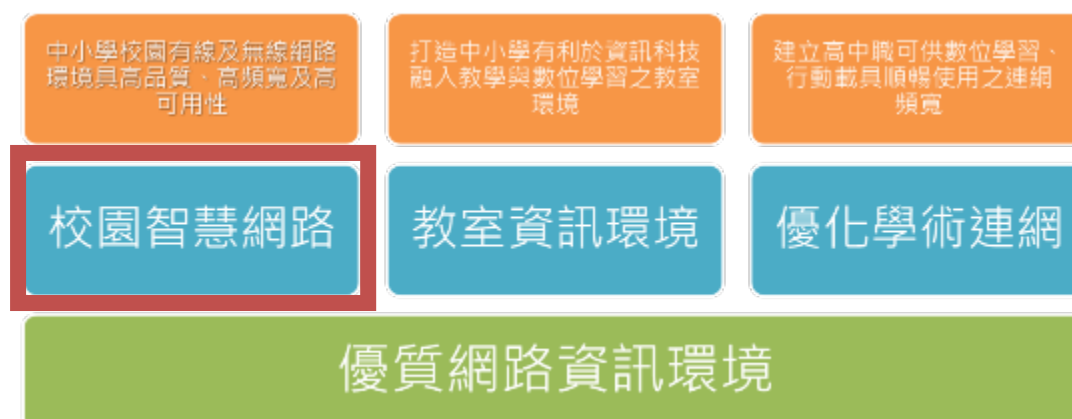 中小學校園有線及無線網路
環境具高品質、高頻寬及高
可用性
打造中小學有利於資訊科技
融入教學與數位學習之教室
環境
建立高中職可供數位學習、
行動載具順暢使用之連網
頻寬
校園智慧網路
教室資訊環境
優化學術連網
優質網路資訊環境